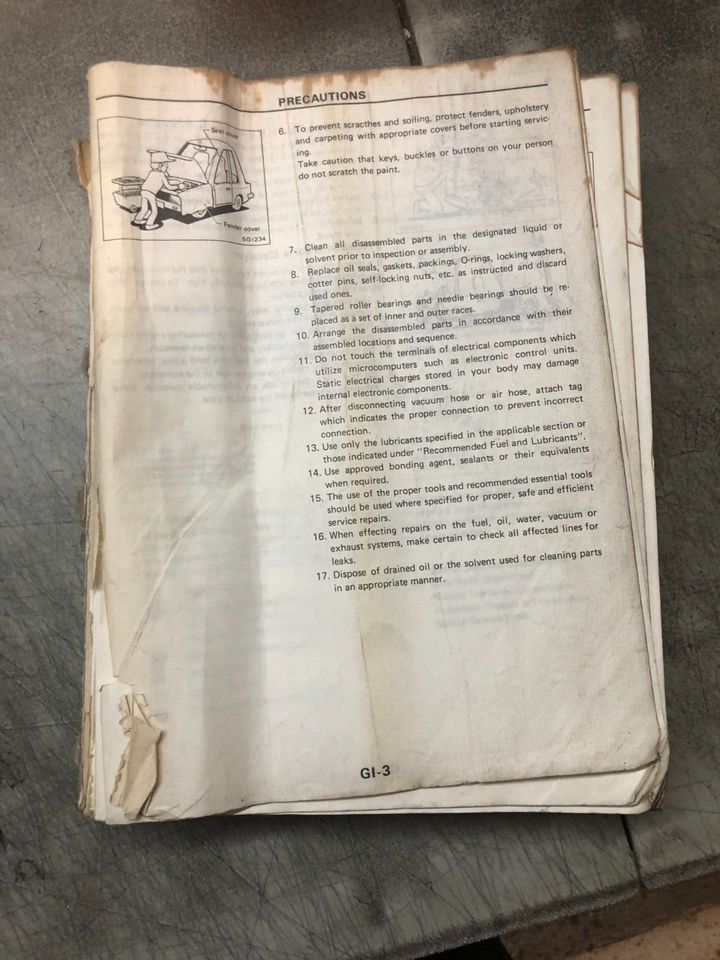 PRECAUTIONS
Seat cover
Fender cover
SG1234
6. To prevent scracthes and soiling, protect fenders, upholstery
and carpeting with appropriate covers before starting servic-
ing.
Take caution that keys, buckles or buttons on your person
do not scratch the paint.
7. Clean all disassembled parts in the designated liquid or
solvent prior to inspection or assembly.
8. Replace oil seals, gaskets, packings, O-rings, locking washers,
cotter pins, self-locking nuts, etc. as instructed and discard
used ones.
9. Tapered roller bearings and needle bearings should be re-
placed as a set of inner and outer races.
10. Arrange the disassembled parts in accordance with their
assembled locations and sequence.
11. Do not touch the terminals of electrical components which
utilize microcomputers such as electronic control units.
Static electrical charges stored in your body may damage
internal electronic components.
12. After disconnecting vacuum hose or air hose, attach tag
which indicates the proper connection to prevent incorrect
connection.
13. Use only the lubricants specified in the applicable section or
those indicated under "Recommended Fuel and Lubricants".
14. Use approved bonding agent, sealants or their equivalents
when required.
15. The use of the proper tools and recommended essential tools
should be used where specified for proper, safe and efficient
service repairs.
16. When effecting repairs on the fuel, oil, water, vacuum or
exhaust systems, make certain to check all affected lines for
leaks.
17. Dispose of drained oil or the solvent used for cleaning parts
in an appropriate manner.
GI-3